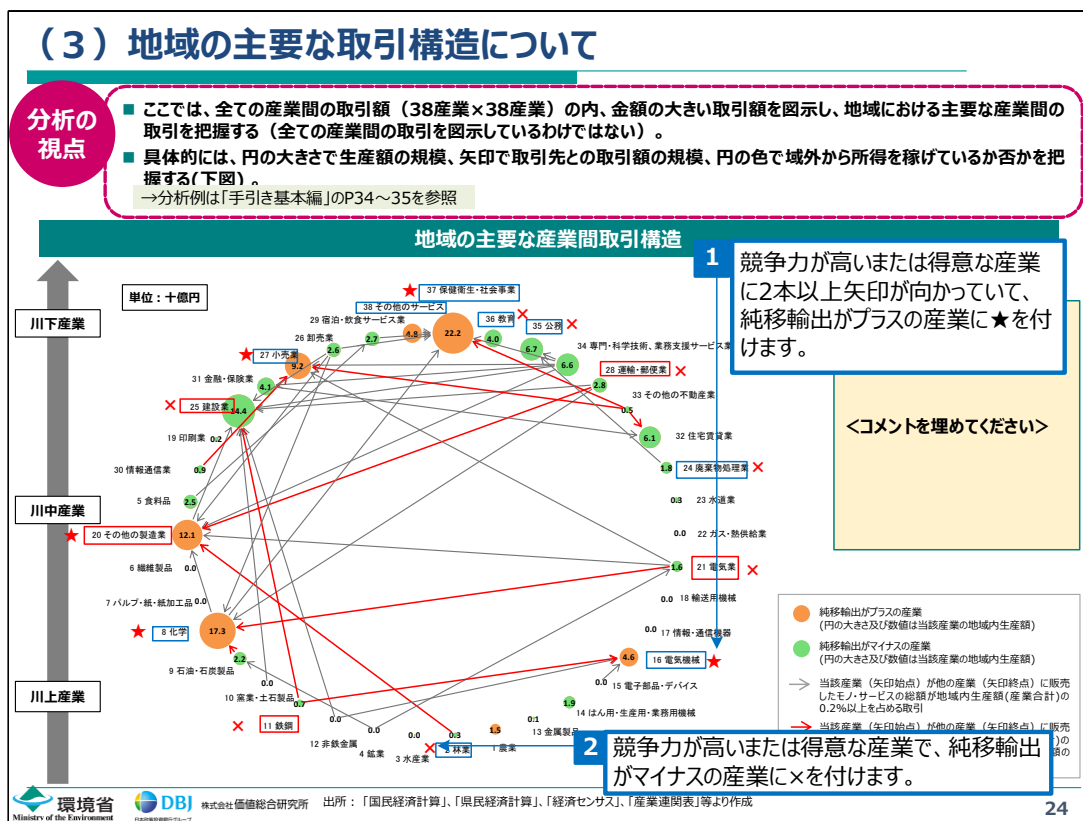 （３）地域の主要な取引構造について
分析の
視点
■ ここでは、全ての産業間の取引額（38産業×38産業）の内、金額の大きい取引額を図示し、地域における主要な産業間の
取引を把握する（全ての産業間の取引を図示しているわけではない）。
■ 具体的には、円の大きさで生産額の規模、矢印で取引先との取引額の規模、円の色で域外から所得を稼げているか否かを把
握する(下図)。
→分析例は「手引き基本編」のP34～35を参照
地域の主要な産業間取引構造
1
競争力が高いまたは得意な産業
に2本以上矢印が向かっていて、
純移輸出がプラスの産業に★を付
けます。
単位：十億円
川下産業
川中産業
川上産業
★ 37 保健衛生・社会事業
38 その他のサービス
22.2
29 宿泊・飲食サービス業
4.8
36 教育 ×
4.0
35 公務 ×
6.7
26 卸売業
2.7
34 専門・科学技術、業務支援サービス業
6.6
★ 27 小売業
2.6
9.2
28 運輸・郵便業 ×
2.8
31 金融・保険業
4.1
33 その他の不動産業
0.5
× 25 建設業
14.4
32 住宅賃貸業
6.1
19 印刷業 0.2
24 廃棄物処理業 ×
1.8
30 情報通信業
0.9
23 水道業
0.3
5 食料品
2.5
22 ガス・熱供給業
0.0
★ 20 その他の製造業
12.1
21 電気業 ×
1.6
6 繊維製品 0.0
18 輸送用機械
0.0
7 パルプ・紙・紙加工品 0.0
17 情報・通信機器
0.0
★ 8 化学
17.3
16 電気機械 ★
4.6
9 石油・石炭製品
2.2
15 電子部品・デバイス
0.0
10 窯業・土石製品
0.0
14 はん用・生産用・業務用機械
1.9
× 11 鉄鋼
0.7
13 金属製品
0.1
12 非鉄金属
0.0
1 農業
1.5
4 鉱業
0.0
× 2 林業
0.3
3 水産業
0.0
＜コメントを埋めてください＞
純移輸出がプラスの産業
(円の大きさ及び数値は当該産業の地域内生産額)
純移輸出がマイナスの産業
(円の大きさ及び数値は当該産業の地域内生産額)
当該産業（矢印始点）が他の産業（矢印終点）に販売
したモノ・サービスの総額が地域内生産額(産業合計)の
0.2%以上を占める取引
当該産業（矢印始点）が他の産業（矢印終点）に販売
2
競争力が高いまたは得意な産業で、純移輸出
がマイナスの産業に×を付けます。
環境省
Ministry of the Environment
DBJ
日本政策投資銀行グループ
株式会社価値総合研究所
出所：「国民経済計算」、「県民経済計算」、「経済センサス」、「産業連関表」等より作成
24